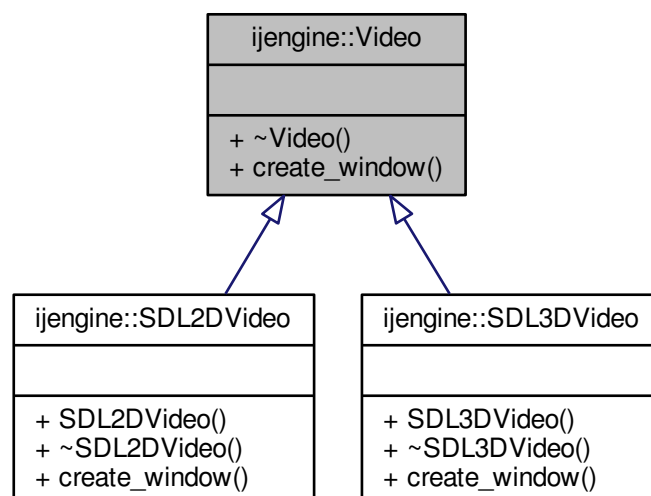 ijengine::Video
+ ~Video()
+ create_window()
ijengine::SDL2DVideo
+ SDL2DVideo()
+ ~SDL2DVideo()
+ create_window()
ijengine::SDL3DVideo
+ SDL3DVideo()
+ ~SDL3DVideo()
+ create_window()